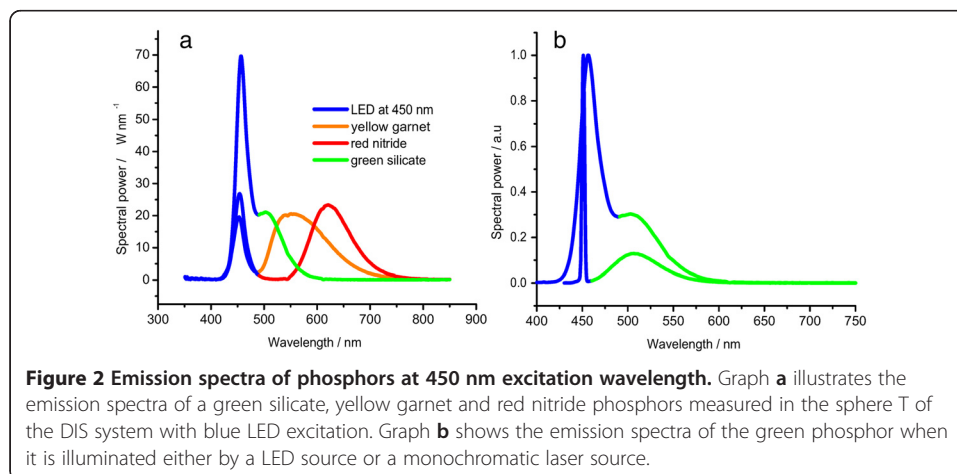 a
Spectral power / W nm⁻¹
70
60
50
40
30
20
10
0
300 400 500 600 700 800 900
Wavelength / nm
LED at 450 nm
yellow garnet
red nitride
green silicate
b
Spectral power / a.u
1.0
0.8
0.6
0.4
0.2
0.0
400 450 500 550 600 650 700 750
Wavelength / nm
Figure 2 Emission spectra of phosphors at 450 nm excitation wavelength. Graph a illustrates the
emission spectra of a green silicate, yellow garnet and red nitride phosphors measured in the sphere T of
the DIS system with blue LED excitation. Graph b shows the emission spectra of the green phosphor when
it is illuminated either by a LED source or a monochromatic laser source.